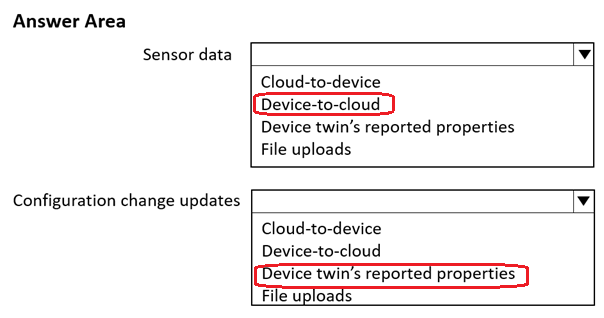 Answer Area
Sensor data
Cloud-to-device
Device-to-cloud
Device twin's reported properties
File uploads
Configuration change updates
Cloud-to-device
Device-to-cloud
Device twin's reported properties
File uploads